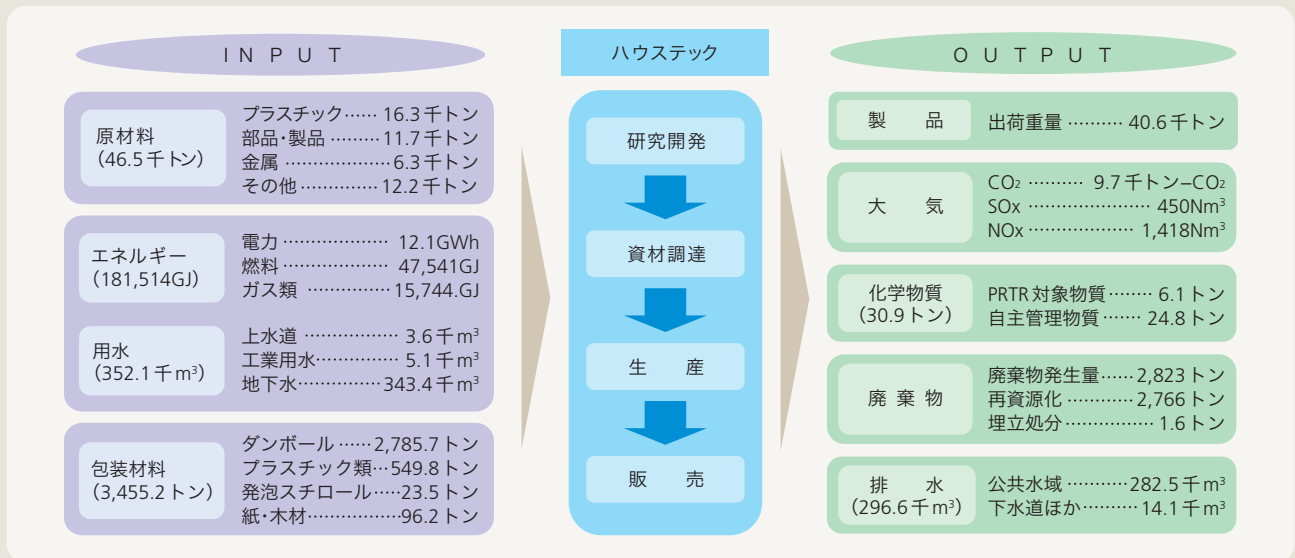 INPUT
原材料
(46.5千トン)
プラスチック…… 16.3千トン
部品・製品 ………11.7千トン
金属 ………………6.3千トン
その他 …………… 12.2千トン
エネルギー
(181,514GJ)
電力 ………………… 12.1GWh
燃料 ………………… 47,541GJ
ガス類 ……………15,744.GJ
用水
(352.1千m³)
上水道 ……………… 3.6千m³
工業用水…………… 5.1千m³
地下水……………343.4千m³
包装材料
(3,455.2トン)
ダンボール ……2,785.7トン
プラスチック類…549.8トン
発泡スチロール……23.5トン
紙・木材………………96.2トン
ハウステック
研究開発
資材調達
生産
販売
OUTPUT
製品
出荷重量 ………… 40.6千トン
大気
CO₂ ………… 9.7千トン–CO₂
SOx …………………… 450Nm³
NOx ………………… 1,418Nm³
化学物質
(30.9トン)
PRTR対象物質……… 6.1トン
自主管理物質……… 24.8トン
廃棄物
廃棄物発生量……2,823トン
再資源化 …………2,766トン
埋立処分……………… 1.6トン
排水
(296.6千m³)
公共水域 …………282.5千m³
下水道ほか…………14.1千m³